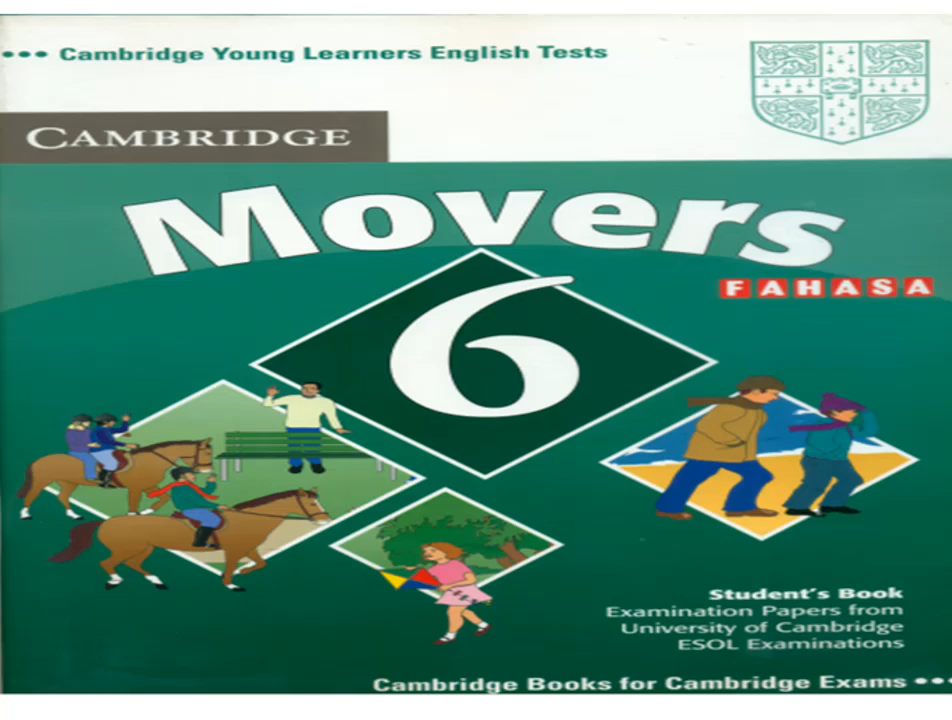 Cambridge Young Learners English Tests
CAMBRIDGE
Movers
FAHASA
6
Student's Book
Examination Papers from
University of Cambridge
ESOL Examinations
Cambridge Books for Cambridge Exams